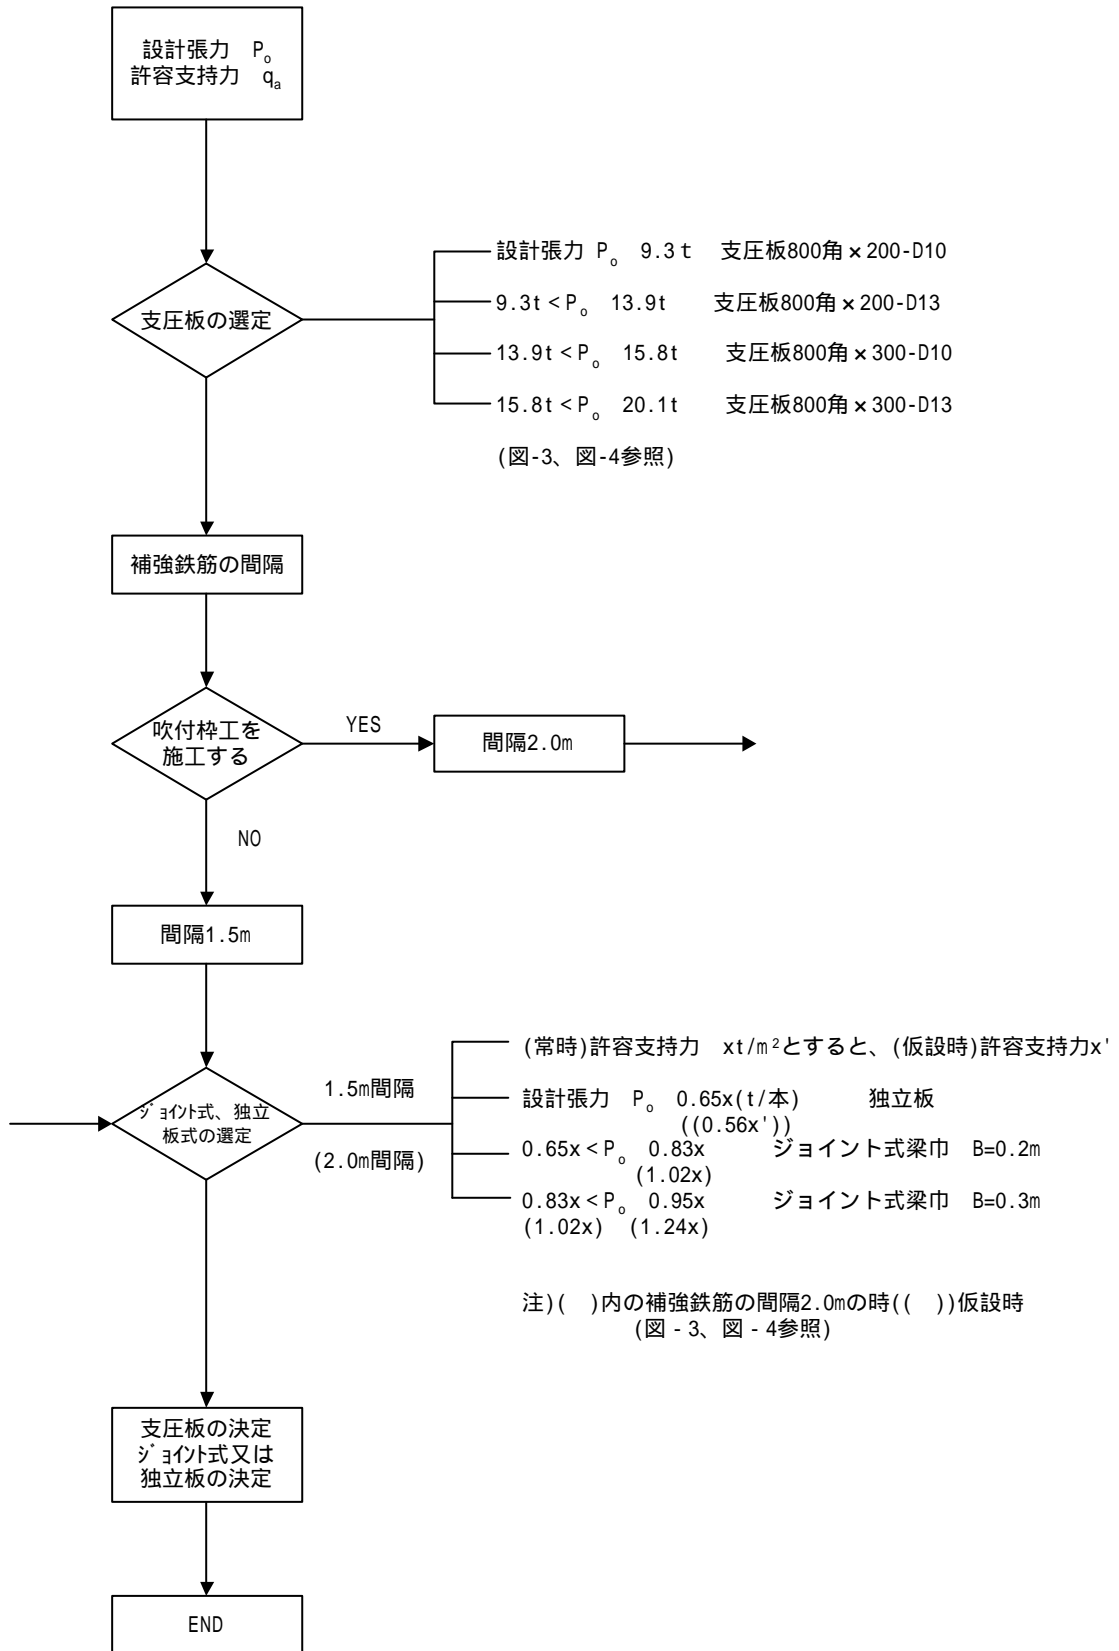 設計張力　P₀
許容支持力　qₐ
支圧板の選定
設計張力 P₀ 9.3t　支圧板800角×200-D10
9.3t<P₀ 13.9t　支圧板800角×200-D13
13.9t<P₀ 15.8t　支圧板800角×300-D10
15.8t<P₀ 20.1t　支圧板800角×300-D13
(図-3、図-4参照)
補強鉄筋の間隔
吹付枠工を
施工する
YES
間隔2.0m
NO
間隔1.5m
ｼﾞｮｲﾝﾄ式、独立
板式の選定
1.5m間隔
(2.0m間隔)
(常時)許容支持力　xt/m²とすると、(仮設時)許容支持力x'
設計張力　P₀ 0.65x(t/本)　独立板
((0.56x'))
0.65x<P₀ 0.83x　ジョイント式梁巾　B=0.2m
(1.02x)
0.83x<P₀ 0.95x　ジョイント式梁巾　B=0.3m
(1.02x) (1.24x)
注)(　)内の補強鉄筋の間隔2.0mの時((　))仮設時
(図-3、図-4参照)
支圧板の決定
ｼﾞｮｲﾝﾄ式又は
独立板の決定
END